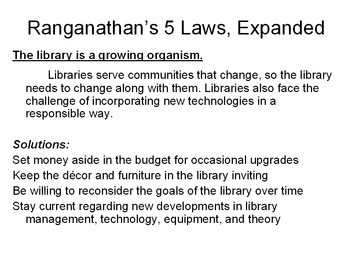 Ranganathan's 5 Laws, Expanded
The library is a growing organism.
Libraries serve communities that change, so the library
needs to change along with them. Libraries also face the
challenge of incorporating new technologies in a
responsible way.
Solutions:
Set money aside in the budget for occasional upgrades
Keep the décor and furniture in the library inviting
Be willing to reconsider the goals of the library over time
Stay current regarding new developments in library
management, technology, equipment, and theory